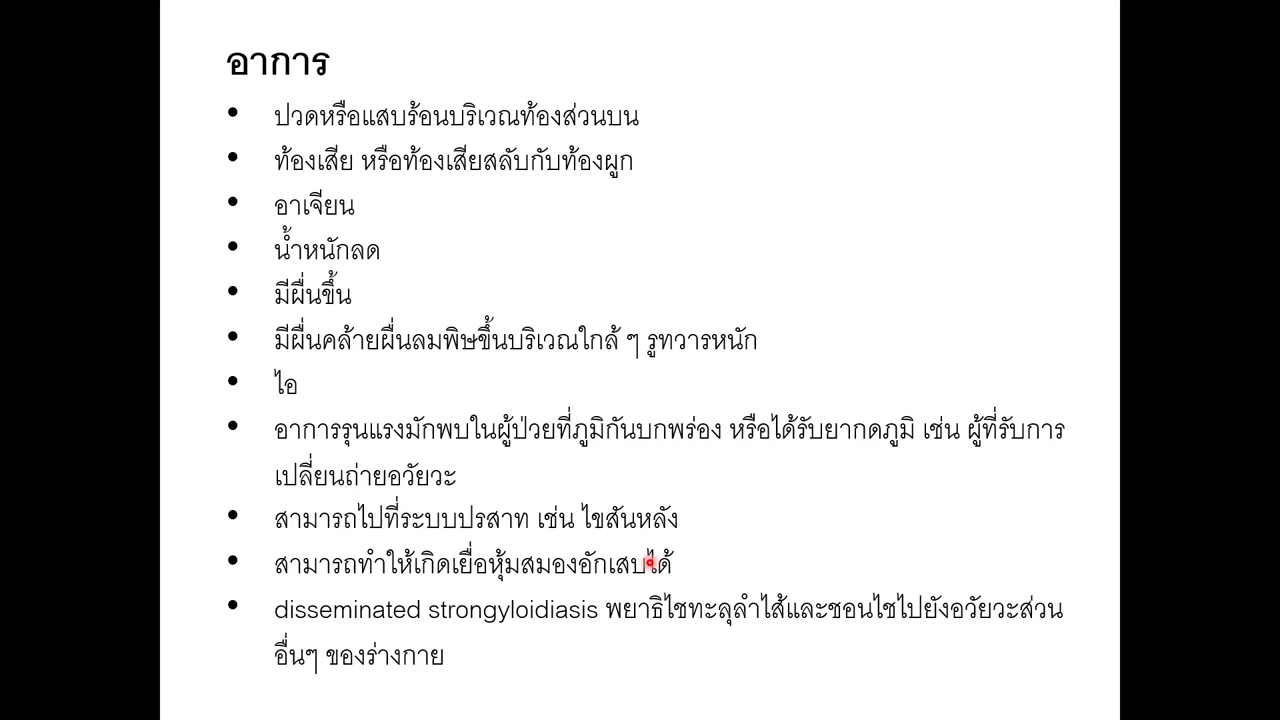 อาการ
• ปวดหรือแสบร้อนบริเวณท้องส่วนบน
• ท้องเสีย หรือท้องเสียสลับกับท้องผูก
• อาเจียน
• น้ำหนักลด
• มีผื่นขึ้น
• มีผื่นคล้ายผื่นลมพิษขึ้นบริเวณใกล้ ๆ รูทวารหนัก
• ไอ
• อาการรุนแรงมักพบในผู้ป่วยที่ภูมิกันบกพร่อง หรือได้รับยากดภูมิ เช่น ผู้ที่รับการ
เปลี่ยนถ่ายอวัยวะ
• สามารถไปที่ระบบปรสาท เช่น ไขสันหลัง
• สามารถทำให้เกิดเยื่อหุ้มสมองอักเสบได้
• disseminated strongyloidiasis พยาธิไชทะลุลำไส้และชอนไชไปยังอวัยวะส่วน
อื่นๆ ของร่างกาย